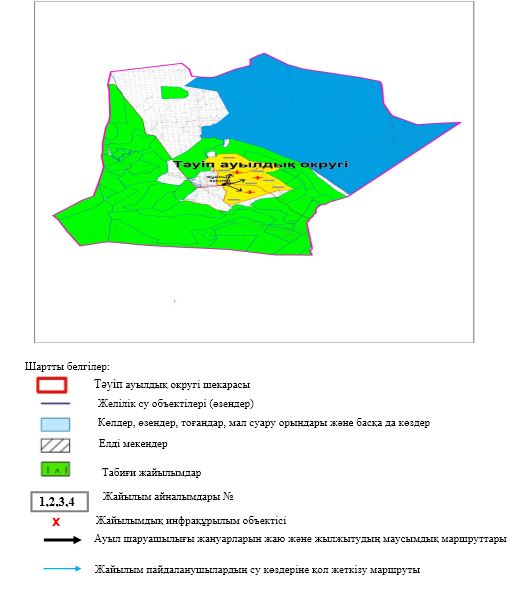 Тәуіп ауылдық округі
Шартты белгілер:
Тәуіп ауылдық округі шекарасы
Желілік су объектілері (өзендер)
Көлдер, өзендер, тоғандар, мал суару орындары және басқа да көздер
Елді мекендер
Табиғи жайылымдар
1,2,3,4 Жайылым айналымдары №
X Жайылымдық инфрақұрылым объектісі
Ауыл шаруашылығы жануарларын жаю және жылжытудың маусымдық маршруттары
Жайылым пайдаланушылардың су көздеріне қол жеткізу маршруты